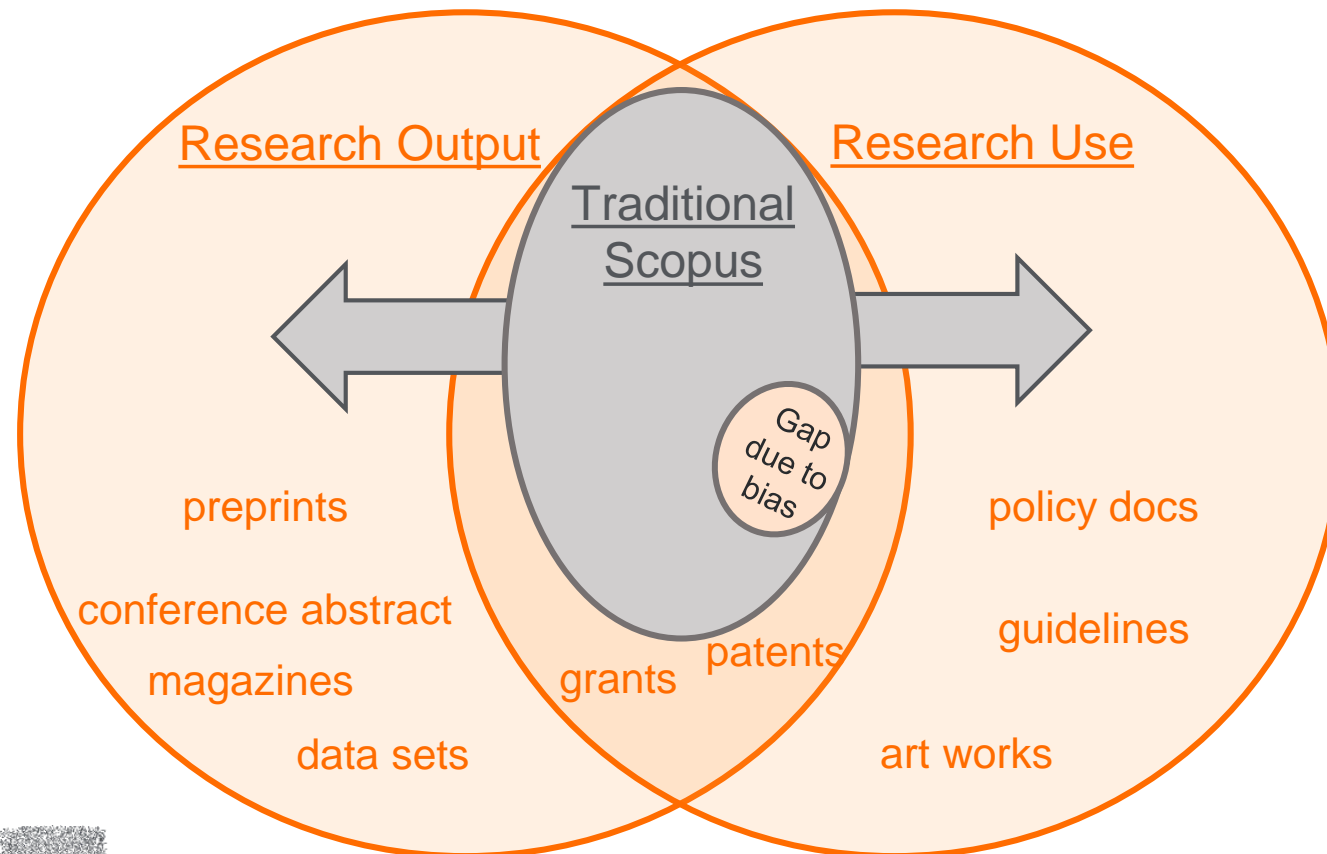 Research Output
Research Use
Traditional
Scopus
Gap
due to
bias
preprints
policy docs
conference abstract
guidelines
magazines
grants
patents
data sets
art works